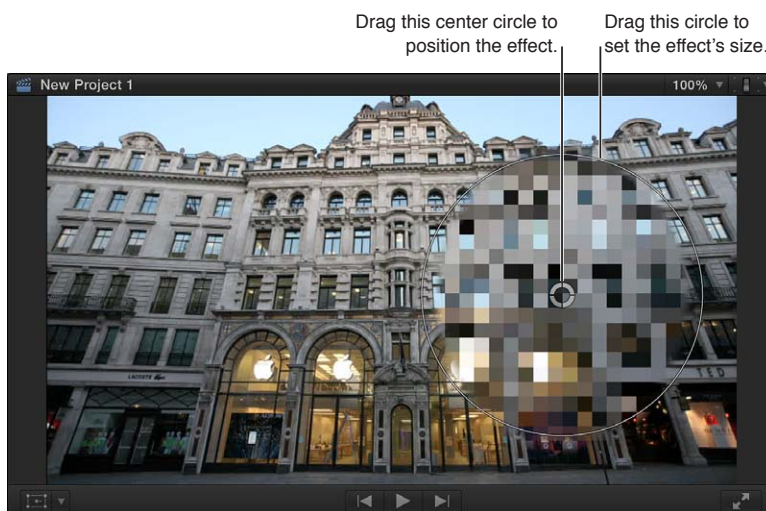 Drag this center circle to
position the effect.
Drag this circle to
set the effect's size.
New Project 1
100%
LACOSTE
TED